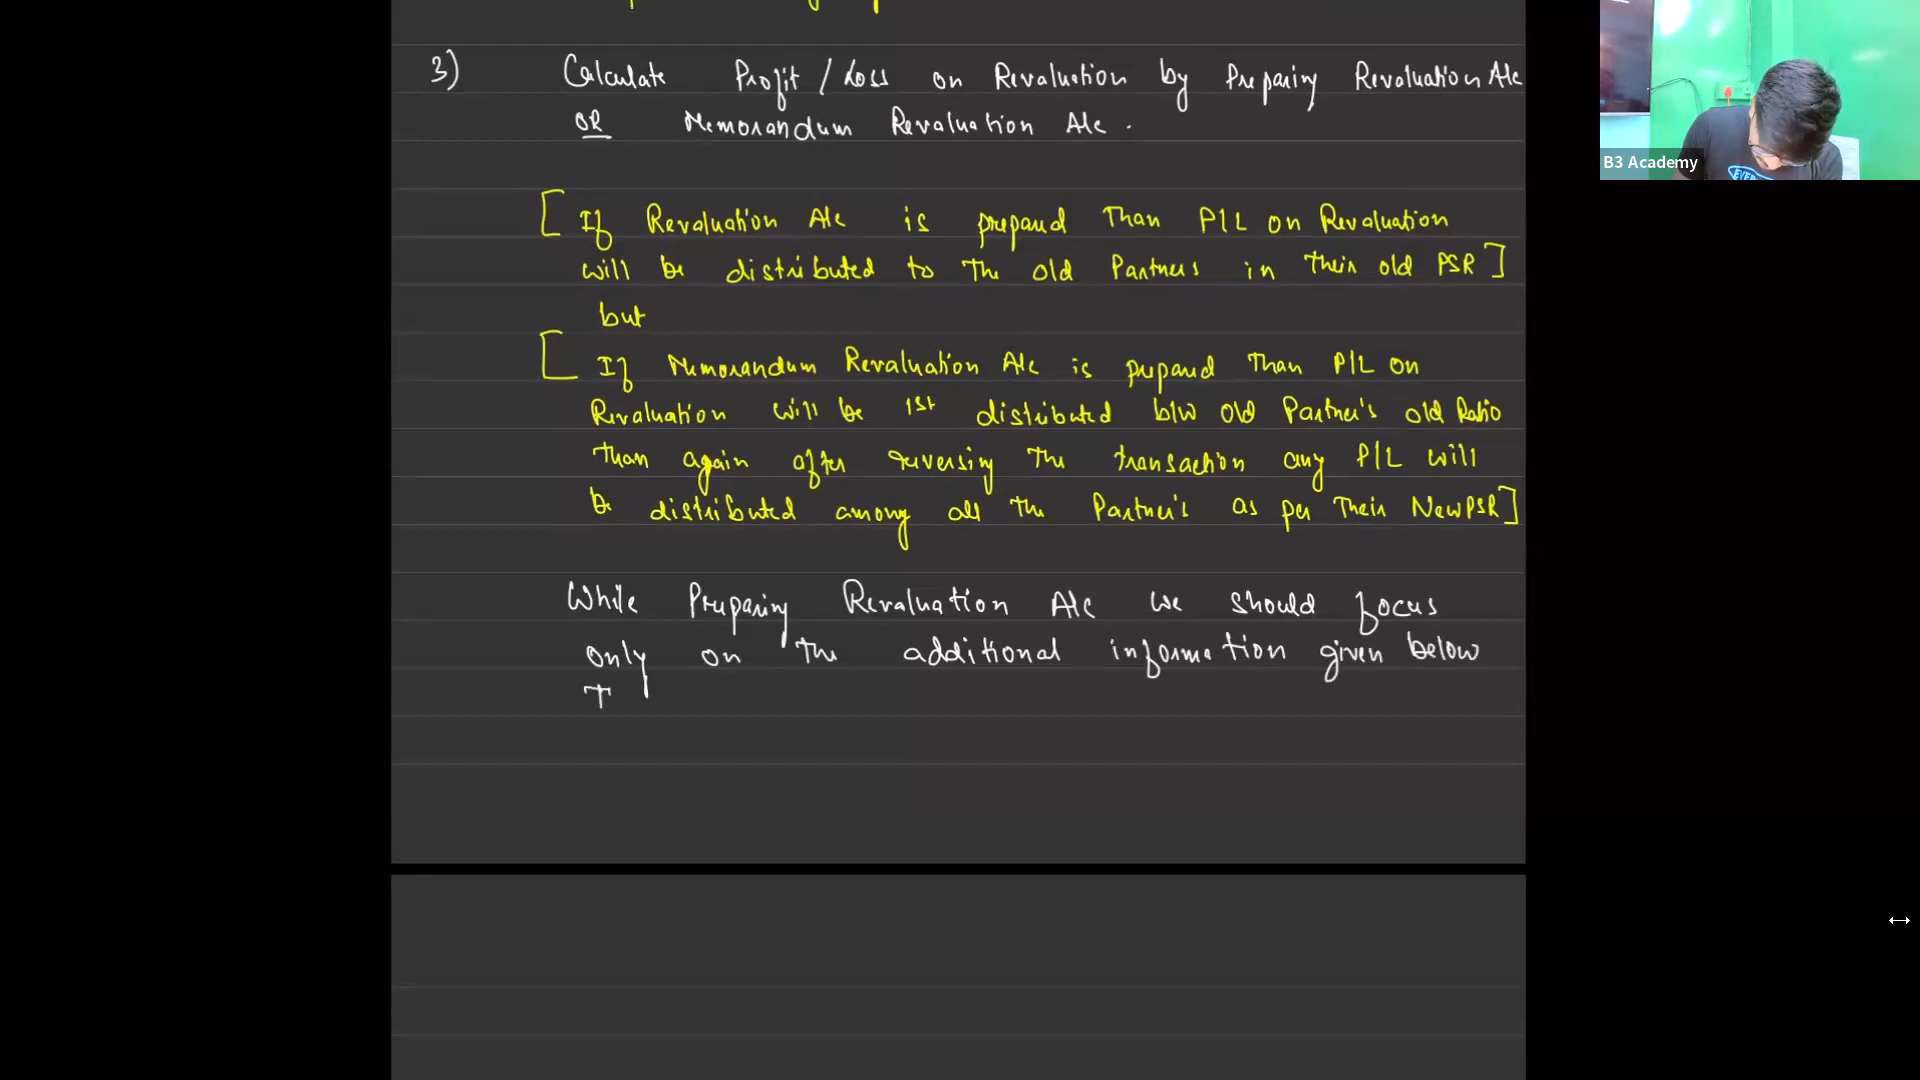 3) Calculate Profit / Loss on Revaluation by Preparing Revaluation A/c
OR Memorandum Revaluation A/c .
[ If Revaluation A/c is prepared Than P/L on Revaluation
will be distributed to The old Partners in Their old PSR ]
but
[ If Memorandum Revaluation A/c is prepared Than P/L on
Revaluation will be 1st distributed b/w old Partner's old Ratio
Than again after reversing The transaction any P/L will
be distributed among all The Partner's as per Their New PSR ]
While Preparing Revaluation A/c we should focus
only on The additional information given below
T
B3 Academy